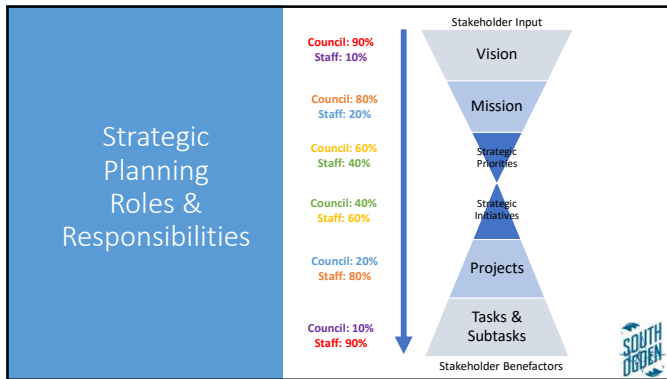 Strategic
Planning
Roles &
Responsibilities
Stakeholder Input
Council: 90%
Staff: 10%
Vision
Council: 80%
Staff: 20%
Mission
Council: 60%
Staff: 40%
Strategic
Priorities
Council: 40%
Staff: 60%
Strategic
Initiatives
Council: 20%
Staff: 80%
Projects
Council: 10%
Staff: 90%
Tasks &
Subtasks
Stakeholder Benefactors
SOUTH
OGDEN